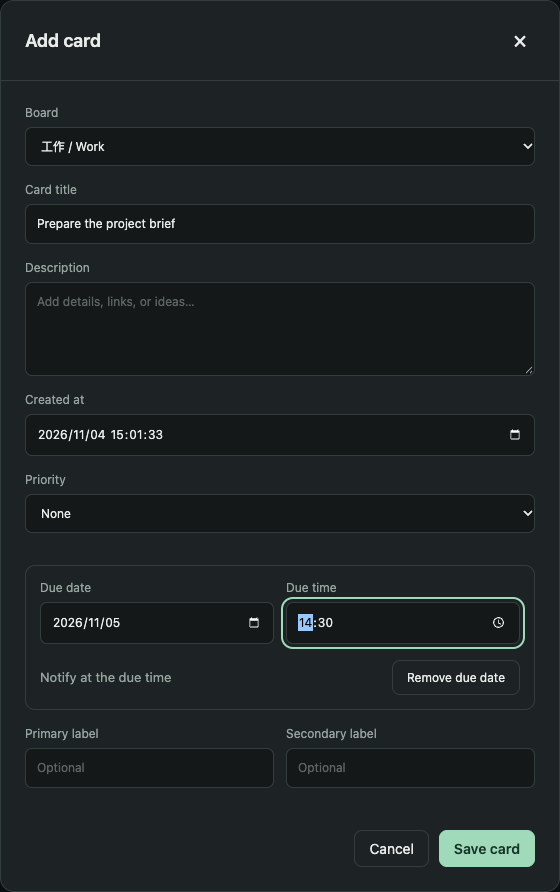 Add card
Board
工作 / Work
Card title
Prepare the project brief
Description
Add details, links, or ideas...
Created at
2026/11/04 15:01:33
Priority
None
Due date
Due time
2026/11/05
14:30
Notify at the due time
Remove due date
Primary label
Secondary label
Optional
Optional
Cancel
Save card